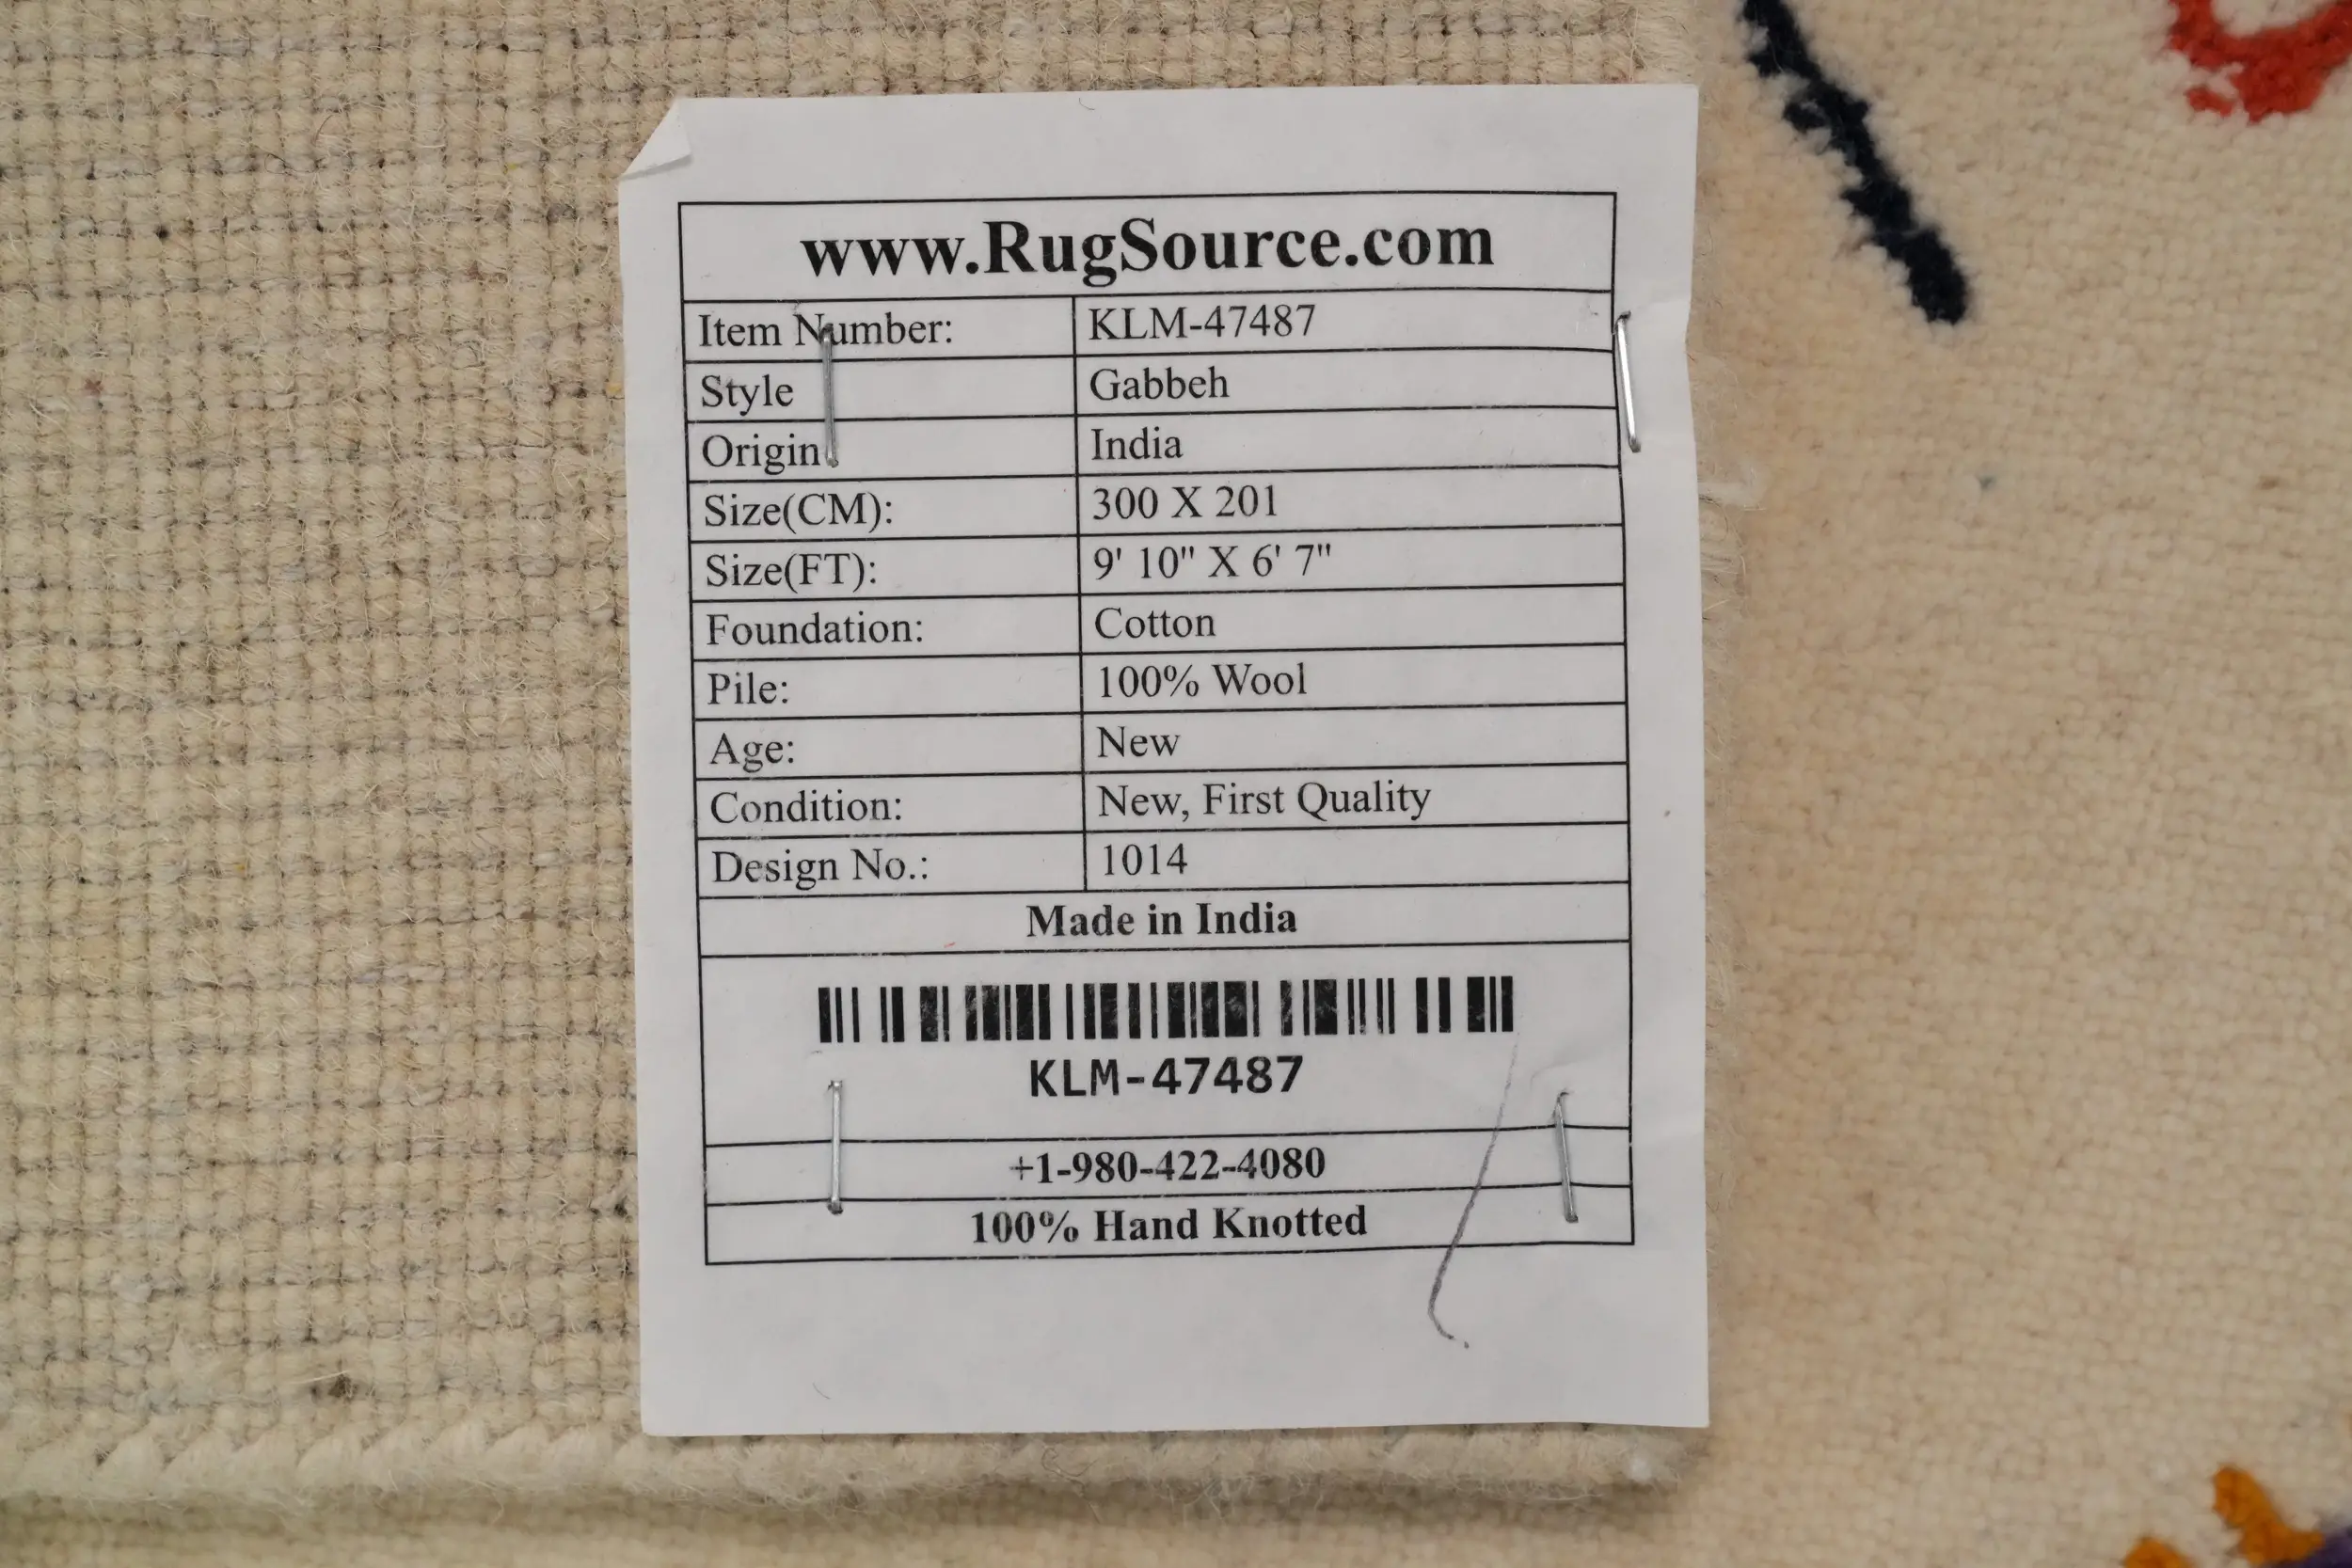 www.RugSource.com
Item Number: KLM-47487
Style Gabbeh
Origin India
Size(CM): 300 X 201
Size(FT): 9' 10" X 6' 7"
Foundation: Cotton
Pile: 100% Wool
Age: New
Condition: New, First Quality
Design No.: 1014
Made in India
KLM-47487
+1-980-422-4080
100% Hand Knotted